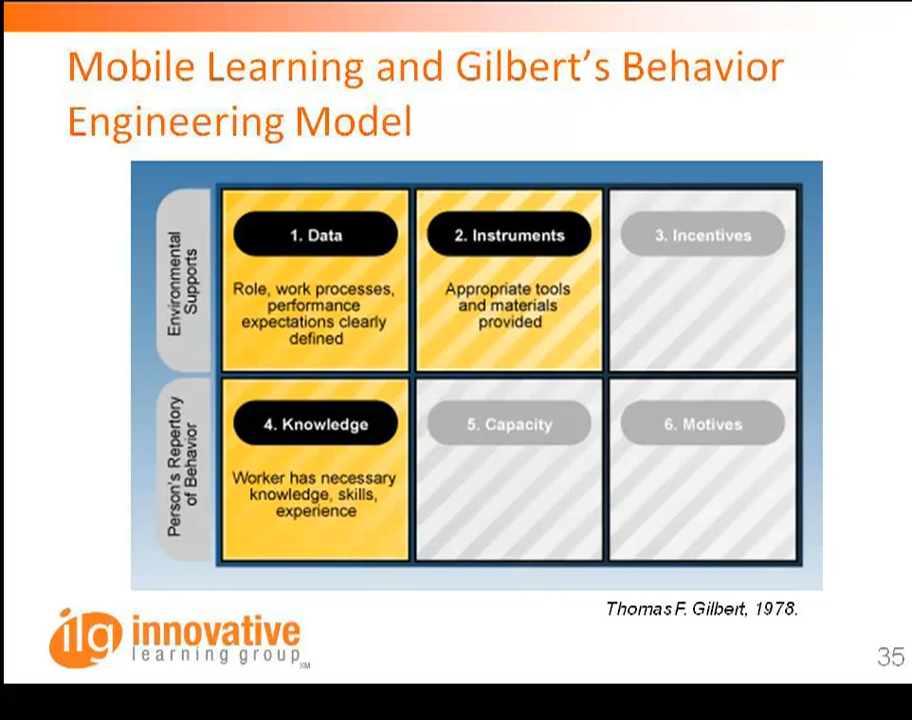 Mobile Learning and Gilbert's Behavior
Engineering Model
Environmental
Supports
1. Data
Role, work processes,
performance
expectations clearly
defined
2. Instruments
Appropriate tools
and materials
provided
3. Incentives
Person's Repertory
of Behavior
4. Knowledge
Worker has necessary
knowledge, skills,
experience
5. Capacity
6. Motives
Thomas F. Gilbert, 1978.
ilg innovative
learning group SM
35